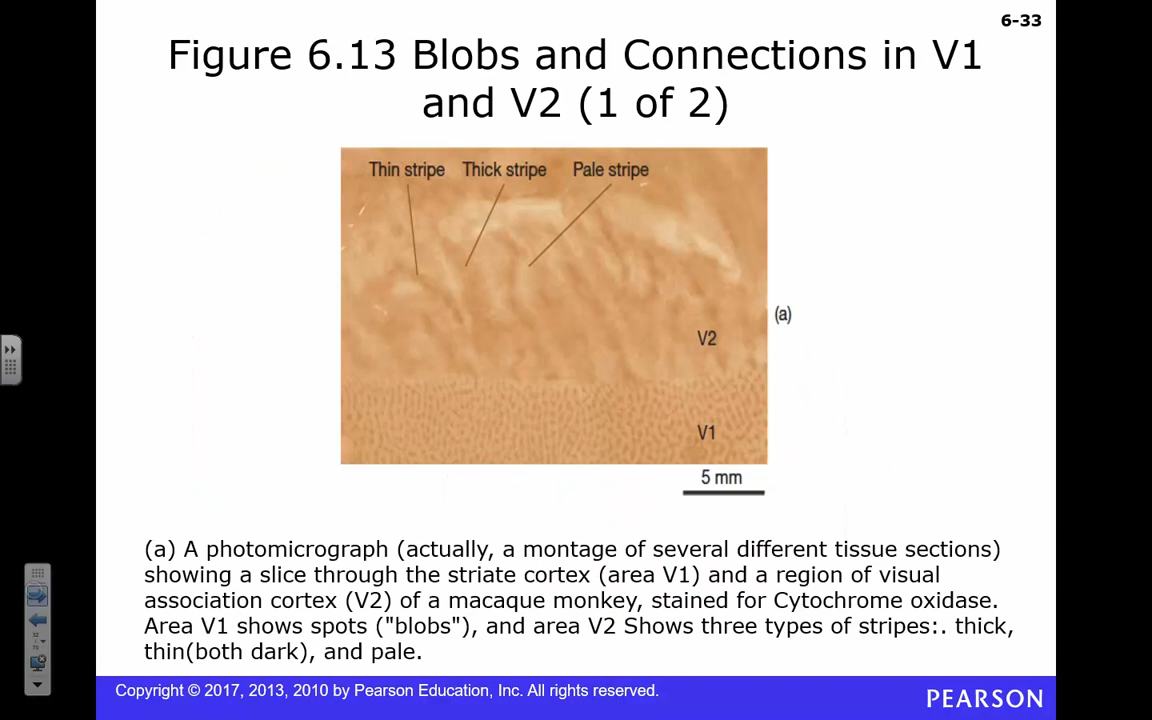 6-33
Figure 6.13 Blobs and Connections in V1
and V2 (1 of 2)
Thin stripe Thick stripe Pale stripe
(a)
V2
V1
5 mm
(a) A photomicrograph (actually, a montage of several different tissue sections)
showing a slice through the striate cortex (area V1) and a region of visual
association cortex (V2) of a macaque monkey, stained for Cytochrome oxidase.
Area V1 shows spots ("blobs"), and area V2 Shows three types of stripes:. thick,
thin(both dark), and pale.
Copyright © 2017, 2013, 2010 by Pearson Education, Inc. All rights reserved.
PEARSON